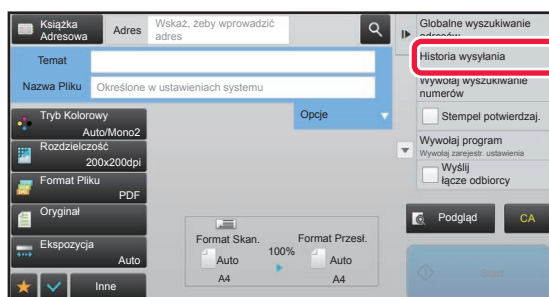 Książka
Adresowa
Adres
Wskaż, żeby wprowadzić
adres
Temat
Nazwa Pliku
Określone w ustawieniach systemu
Opcje
Tryb Kolorowy
Auto/Mono2
Rozdzielczość
200x200dpi
Format Pliku
PDF
Oryginał
Ekspozycja
Auto
Inne
Format Skan.
100%
Format Przesł.
Auto
Auto
A4
A4
Globalne wyszukiwanie
adresów
Historia wysyłania
Wywołaj wyszukiwanie
numerów
Stempel potwierdzaj.
Wywołaj program
Wywołaj zarejestr. ustawienia
Wyślij
łącze odbiorcy
Podgląd
CA
Start